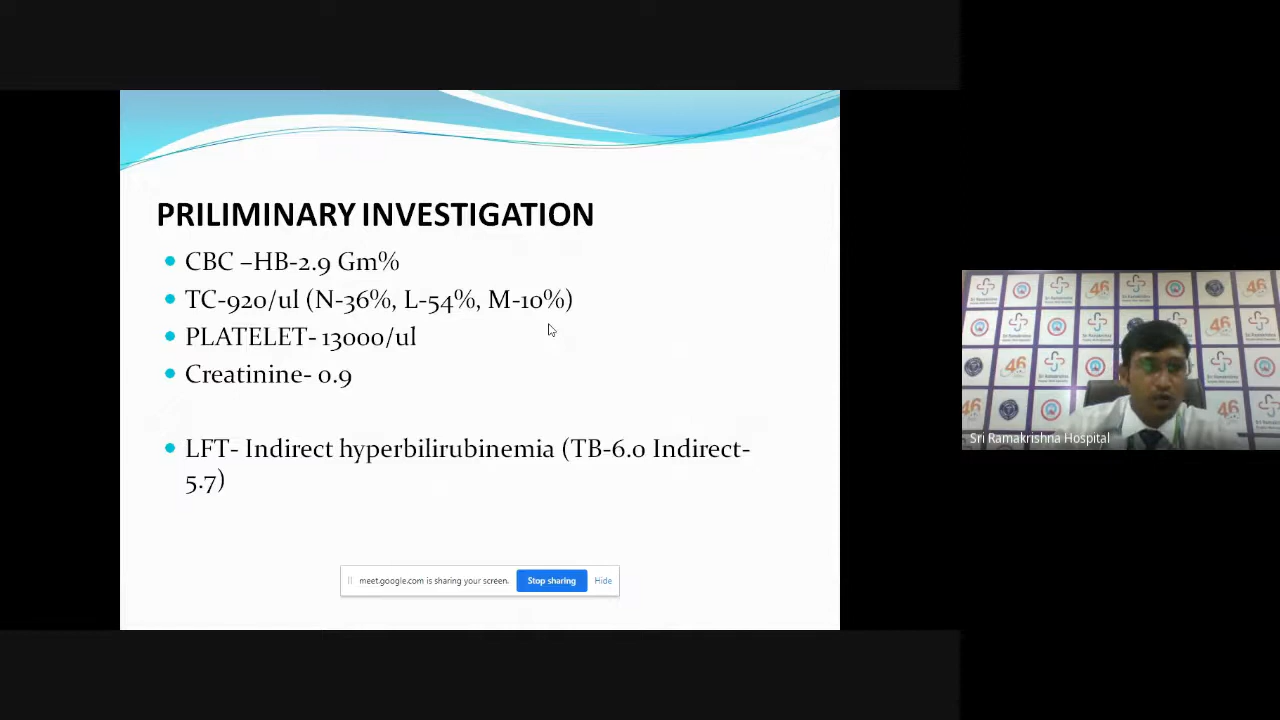 PRILIMINARY INVESTIGATION
CBC –HB-2.9 Gm%
TC-920/ul (N-36%, L-54%, M-10%)
PLATELET- 13000/ul
Creatinine- 0.9
LFT- Indirect hyperbilirubinemia (TB-6.0 Indirect-
5.7)
meet.google.com is sharing your screen.
Stop sharing
Hide
Sri Ramakrishna Hospital